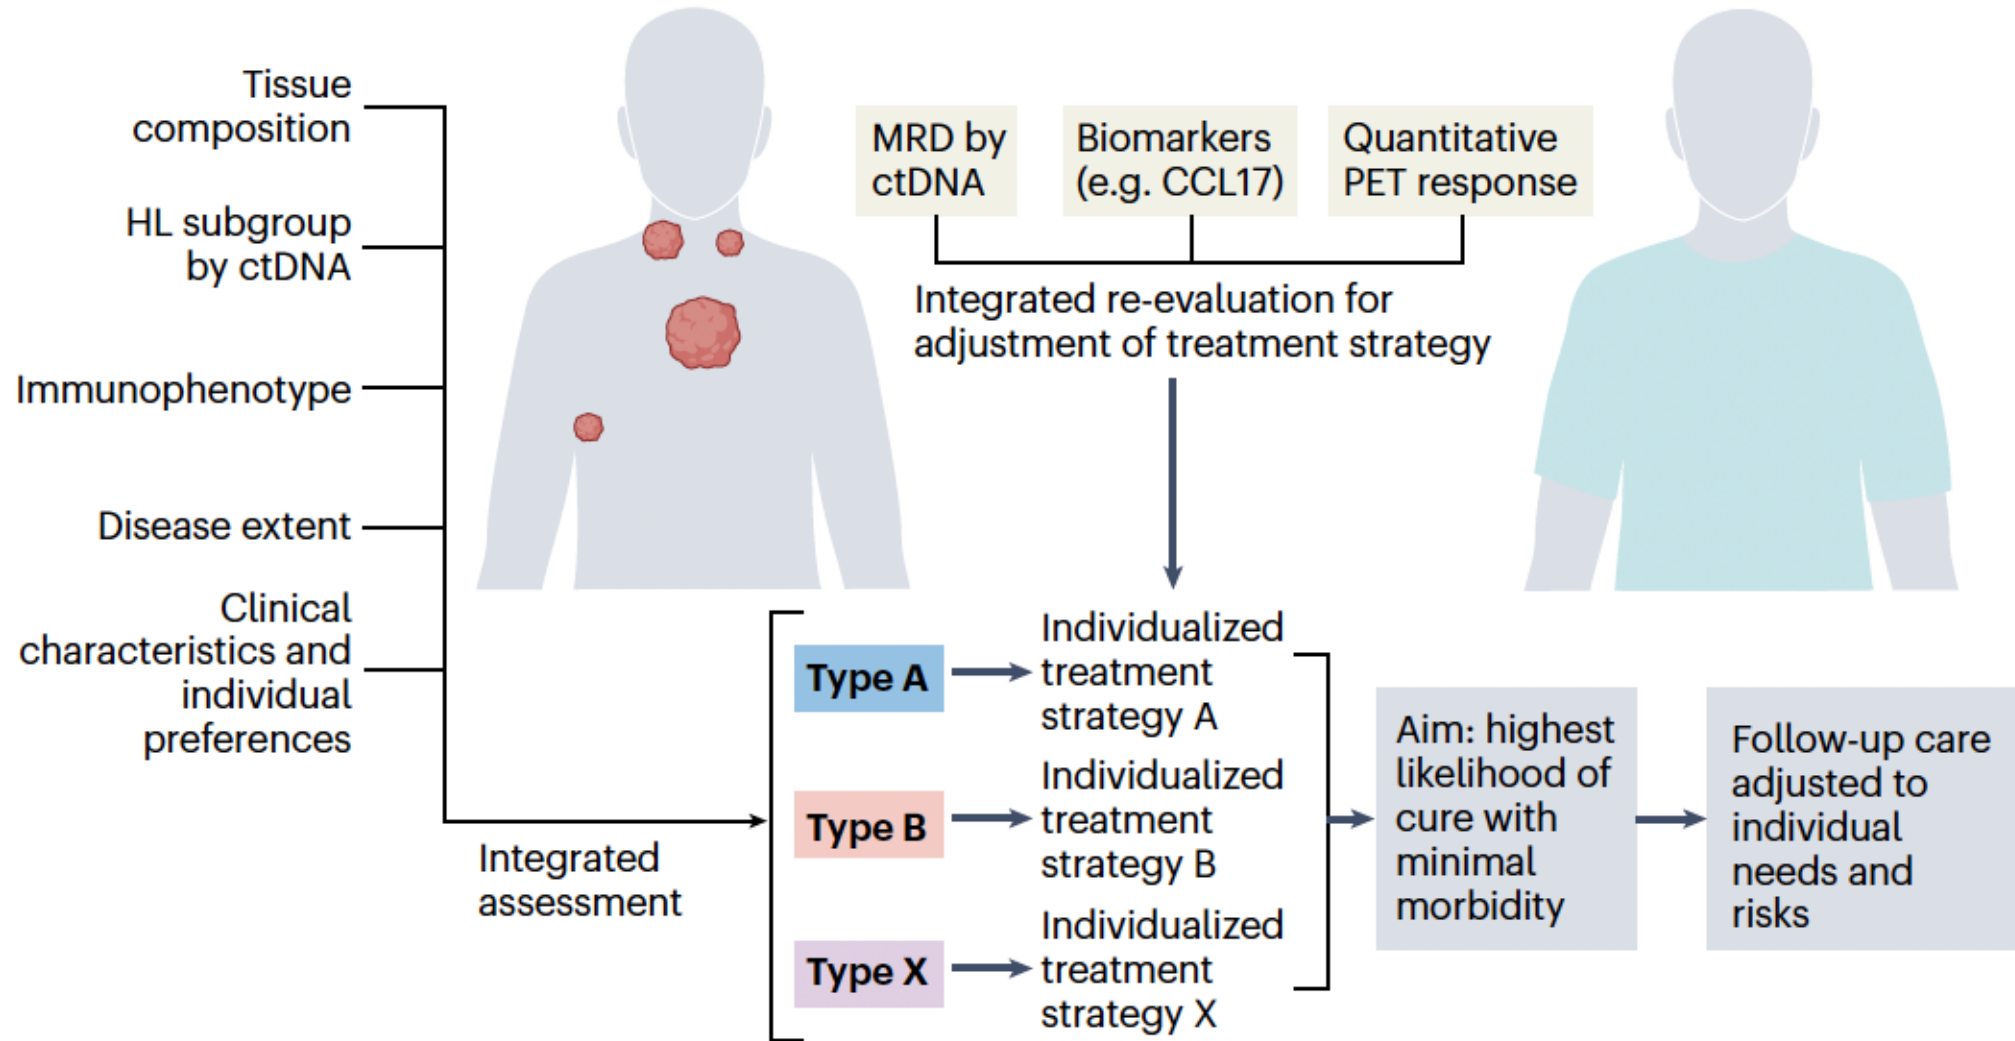 Tissue
composition
HL subgroup
by ctDNA
Immunophenotype
Disease extent
Clinical
characteristics and
individual
preferences
Integrated
assessment
MRD by
ctDNA
Biomarkers
(e.g. CCL17)
Quantitative
PET response
Integrated re-evaluation for
adjustment of treatment strategy
Type A
Individualized
treatment
strategy A
Type B
Individualized
treatment
strategy B
Type X
Individualized
treatment
strategy X
Aim: highest
likelihood of
cure with
minimal
morbidity
Follow-up care
adjusted to
individual
needs and
risks